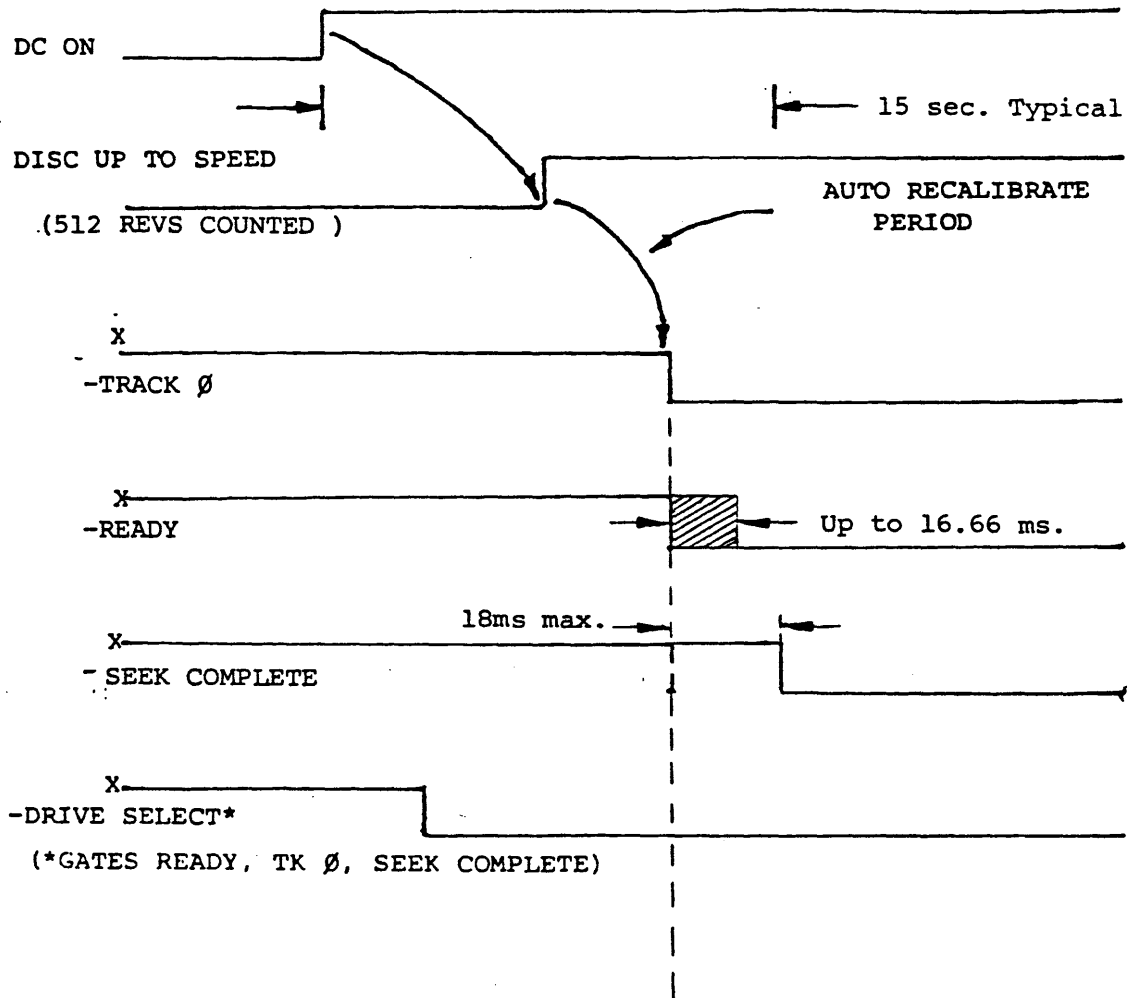 DC ON
15 sec. Typical
DISC UP TO SPEED
(512 REVS COUNTED )
AUTO RECALIBRATE
PERIOD
X
-TRACK Ø
X
-READY
Up to 16.66 ms.
18ms max.
X
- SEEK COMPLETE
X
-DRIVE SELECT*
(*GATES READY, TK Ø, SEEK COMPLETE)